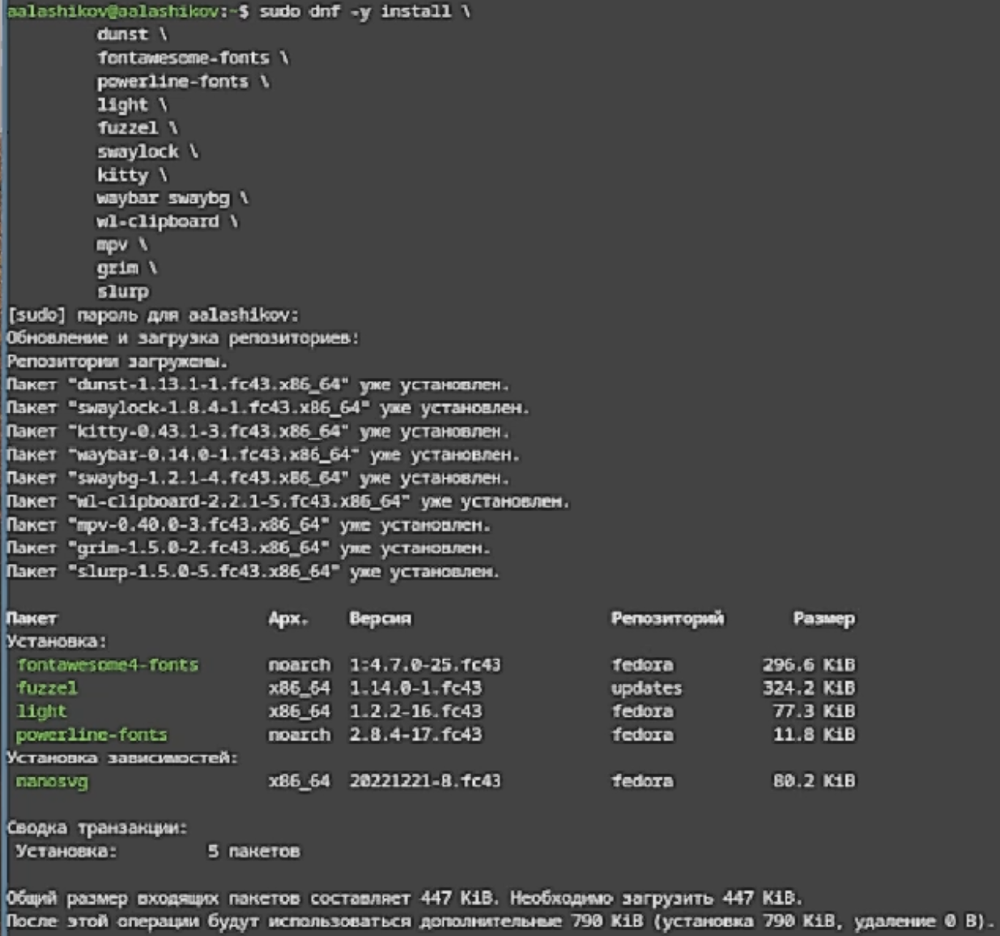 aalashikov@aalashikov:~$ sudo dnf -y install \
dunst \
fontawesome-fonts \
powerline-fonts \
light \
fuzzel \
swaylock \
kitty \
waybar swaybg \
wl-clipboard \
mpv \
grim \
slurp
[sudo] пароль для aalashikov:
Обновление и загрузка репозиториев:
Репозитории загружены.
Пакет "dunst-1.13.1-1.fc43.x86_64" уже установлен.
Пакет "swaylock-1.8.4-1.fc43.x86_64" уже установлен.
Пакет "kitty-0.43.1-3.fc43.x86_64" уже установлен.
Пакет "waybar-0.14.0-1.fc43.x86_64" уже установлен.
Пакет "swaybg-1.2.1-4.fc43.x86_64" уже установлен.
Пакет "wl-clipboard-2.2.1-5.fc43.x86_64" уже установлен.
Пакет "mpv-0.40.0-3.fc43.x86_64" уже установлен.
Пакет "grim-1.5.0-2.fc43.x86_64" уже установлен.
Пакет "slurp-1.5.0-5.fc43.x86_64" уже установлен.
Пакет Арх. Версия Репозиторий Размер
Установка:
fontawesome4-fonts noarch 1:4.7.0-25.fc43 fedora 296.6 KiB
fuzzel x86_64 1.14.0-1.fc43 updates 324.2 KiB
light x86_64 1.2.2-16.fc43 fedora 77.3 KiB
powerline-fonts noarch 2.8.4-17.fc43 fedora 11.8 KiB
Установка зависимостей:
nanosvg x86_64 20221221-8.fc43 fedora 80.2 KiB
Сводка транзакции:
Установка: 5 пакетов
Общий размер входящих пакетов составляет 447 KiB. Необходимо загрузить 447 KiB.
После этой операции будут использоваться дополнительные 790 KiB (установка 790 KiB, удаление 0 B).